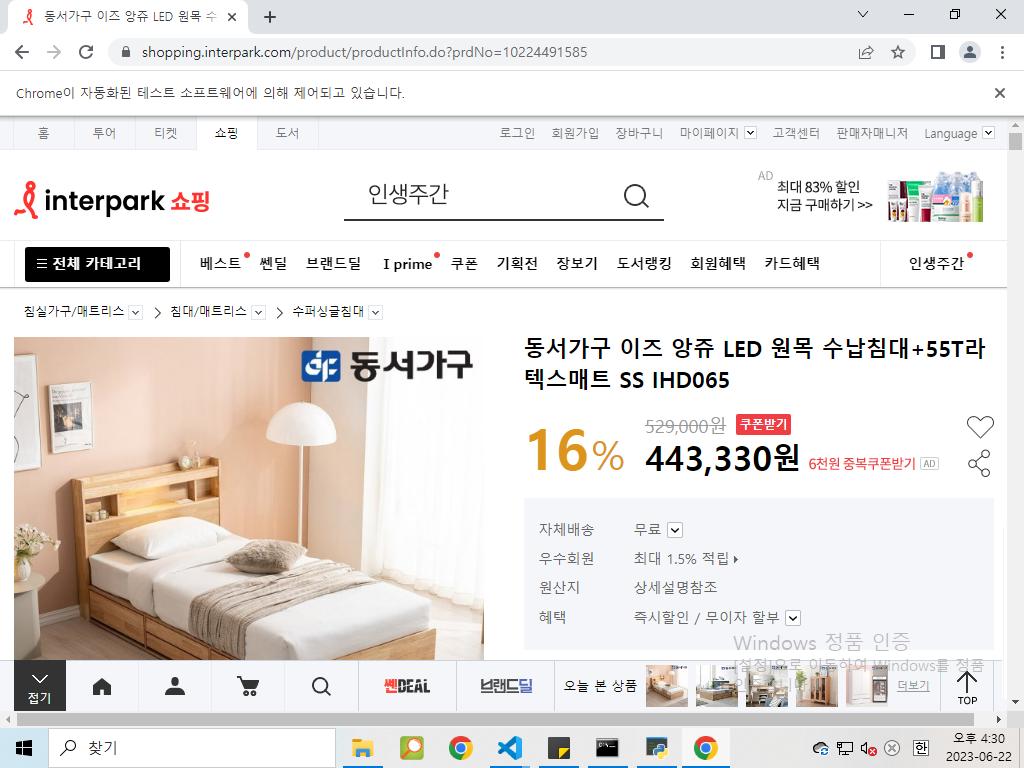 동서가구 이즈 앙쥬 LED 원목 수
shopping.interpark.com/product/productInfo.do?prdNo=10224491585
Chrome이 자동화된 테스트 소프트웨어에 의해 제어되고 있습니다.
홈 투어 티켓 쇼핑 도서 로그인 회원가입 장바구니 마이페이지 고객센터 판매자매니저 Language
interpark 쇼핑
인생주간
AD
최대 83% 할인
지금 구매하기 >>
전체 카테고리 베스트 쎈딜 브랜드딜 I prime 쿠폰 기획전 장보기 도서랭킹 회원혜택 카드혜택 인생주간
침실가구/매트리스 침대/매트리스 수퍼싱글침대
동서가구
동서가구 이즈 앙쥬 LED 원목 수납침대+55T라
텍스매트 SS IHD065
16%
529,000원 쿠폰받기
443,330원 6천원 중복쿠폰받기 AD
자체배송 무료
우수회원 최대 1.5% 적립
원산지 상세설명참조
혜택 즉시할인 / 무이자 할부
Windows 정품 인증
[설정]으로 이동하여 Windows를 정품
접기
쎈DEAL
브랜드딜
오늘 본 상품
더보기
TOP
찾기
한
오후 4:30
2023-06-22